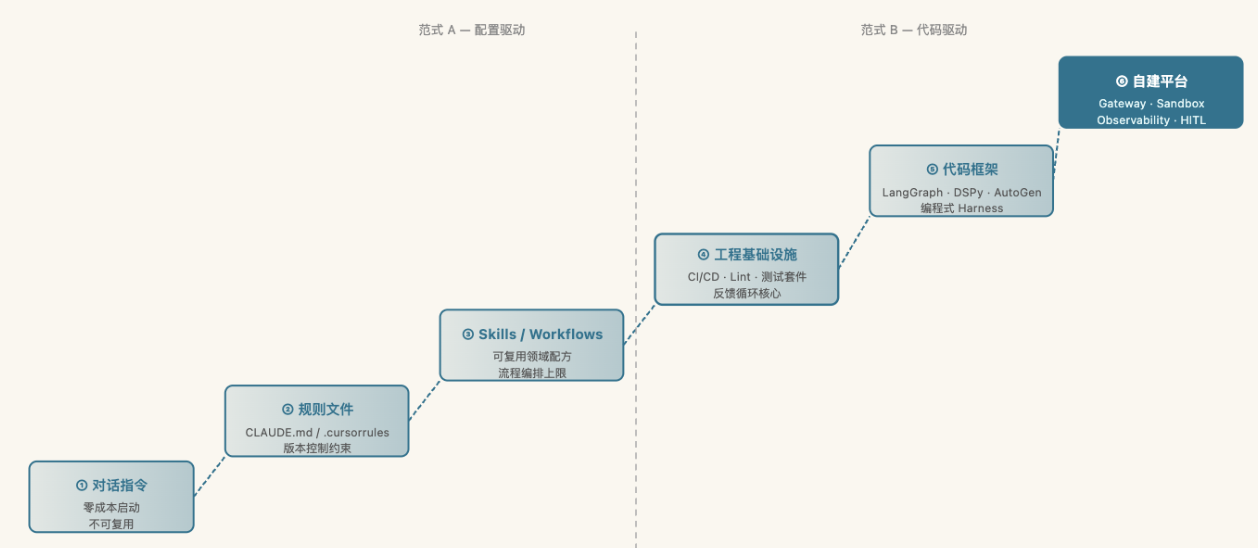 范式 A — 配置驱动
范式 B — 代码驱动
⑥ 自建平台
Gateway · Sandbox
Observability · HITL
⑤ 代码框架
LangGraph · DSPy · AutoGen
编程式 Harness
④ 工程基础设施
CI/CD · Lint · 测试套件
反馈循环核心
③ Skills / Workflows
可复用领域配方
流程编排上限
② 规则文件
CLAUDE.md / .cursorrules
版本控制约束
① 对话指令
零成本启动
不可复用